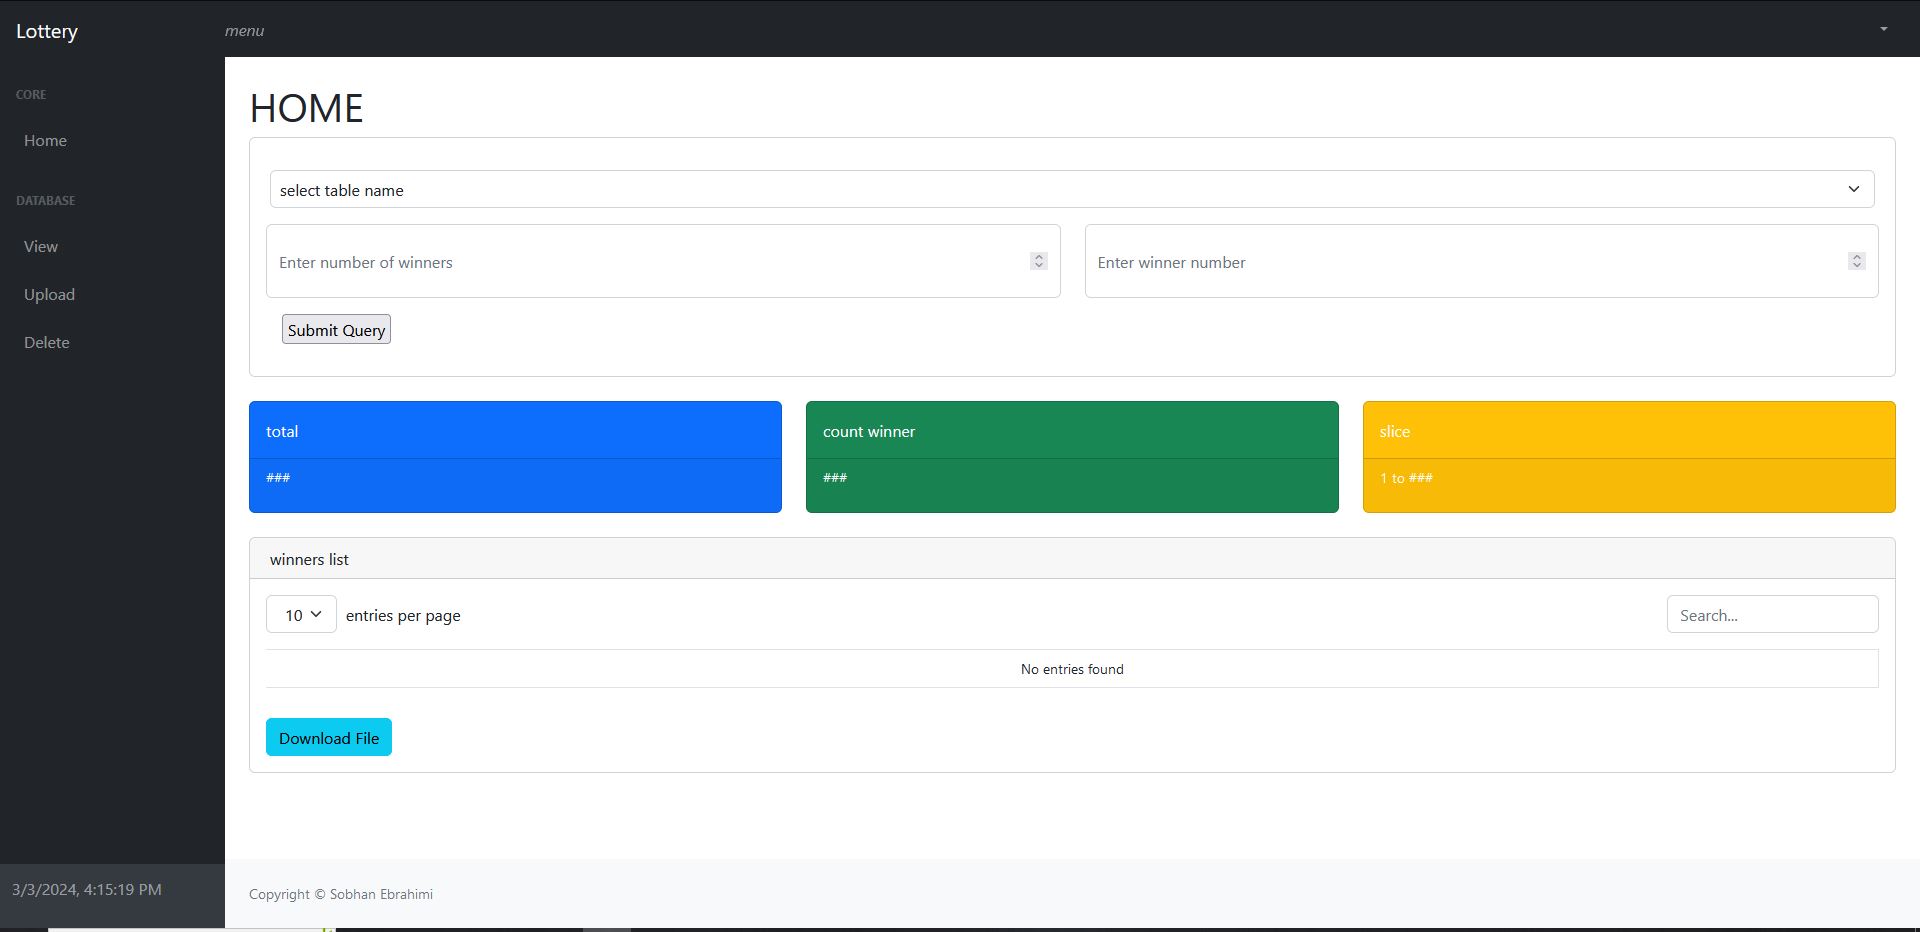 Lottery
menu
CORE
Home
DATABASE
View
Upload
Delete
3/3/2024, 4:15:19 PM
HOME
select table name
Enter number of winners
Enter winner number
Submit Query
total
###
count winner
###
slice
1 to ###
winners list
10 entries per page
Search...
No entries found
Download File
Copyright © Sobhan Ebrahimi